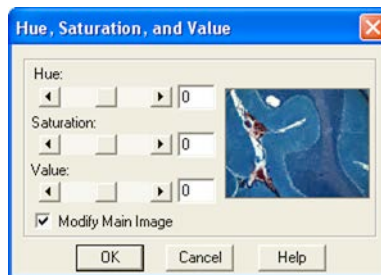 Hue, Saturation, and Value
Hue:
0
Saturation:
0
Value:
0
Modify Main Image
OK Cancel Help